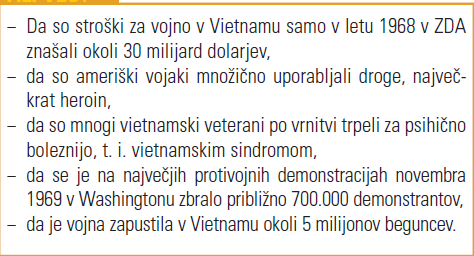 – Da so stroški za vojno v Vietnamu samo v letu 1968 v ZDA
znašali okoli 30 milijard dolarjev,
– da so ameriški vojaki množično uporabljali droge, največ-
krat heroin,
– da so mnogi vietnamski veterani po vrnitvi trpeli za psihično
boleznijo, t. i. vietnamskim sindromom,
– da se je na največjih protivojnih demonstracijah novembra
1969 v Washingtonu zbralo približno 700.000 demonstrantov,
– da je vojna zapustila v Vietnamu okoli 5 milijonov beguncev.